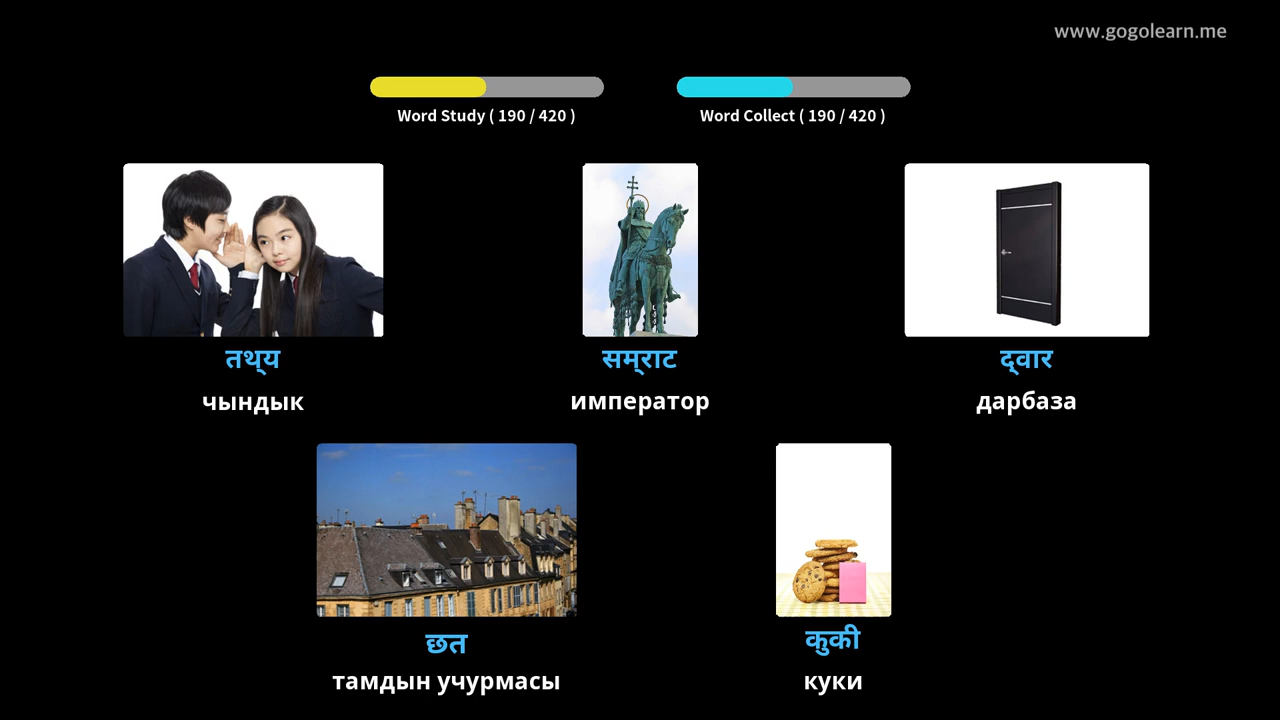 www.gogolearn.me
Word Study ( 190 / 420 )
Word Collect ( 190 / 420 )
तथ्‌य
सम्‌राट
द्‌वार
чындык
император
дарбаза
छत
कुकी
тамдын учурмасы
куки